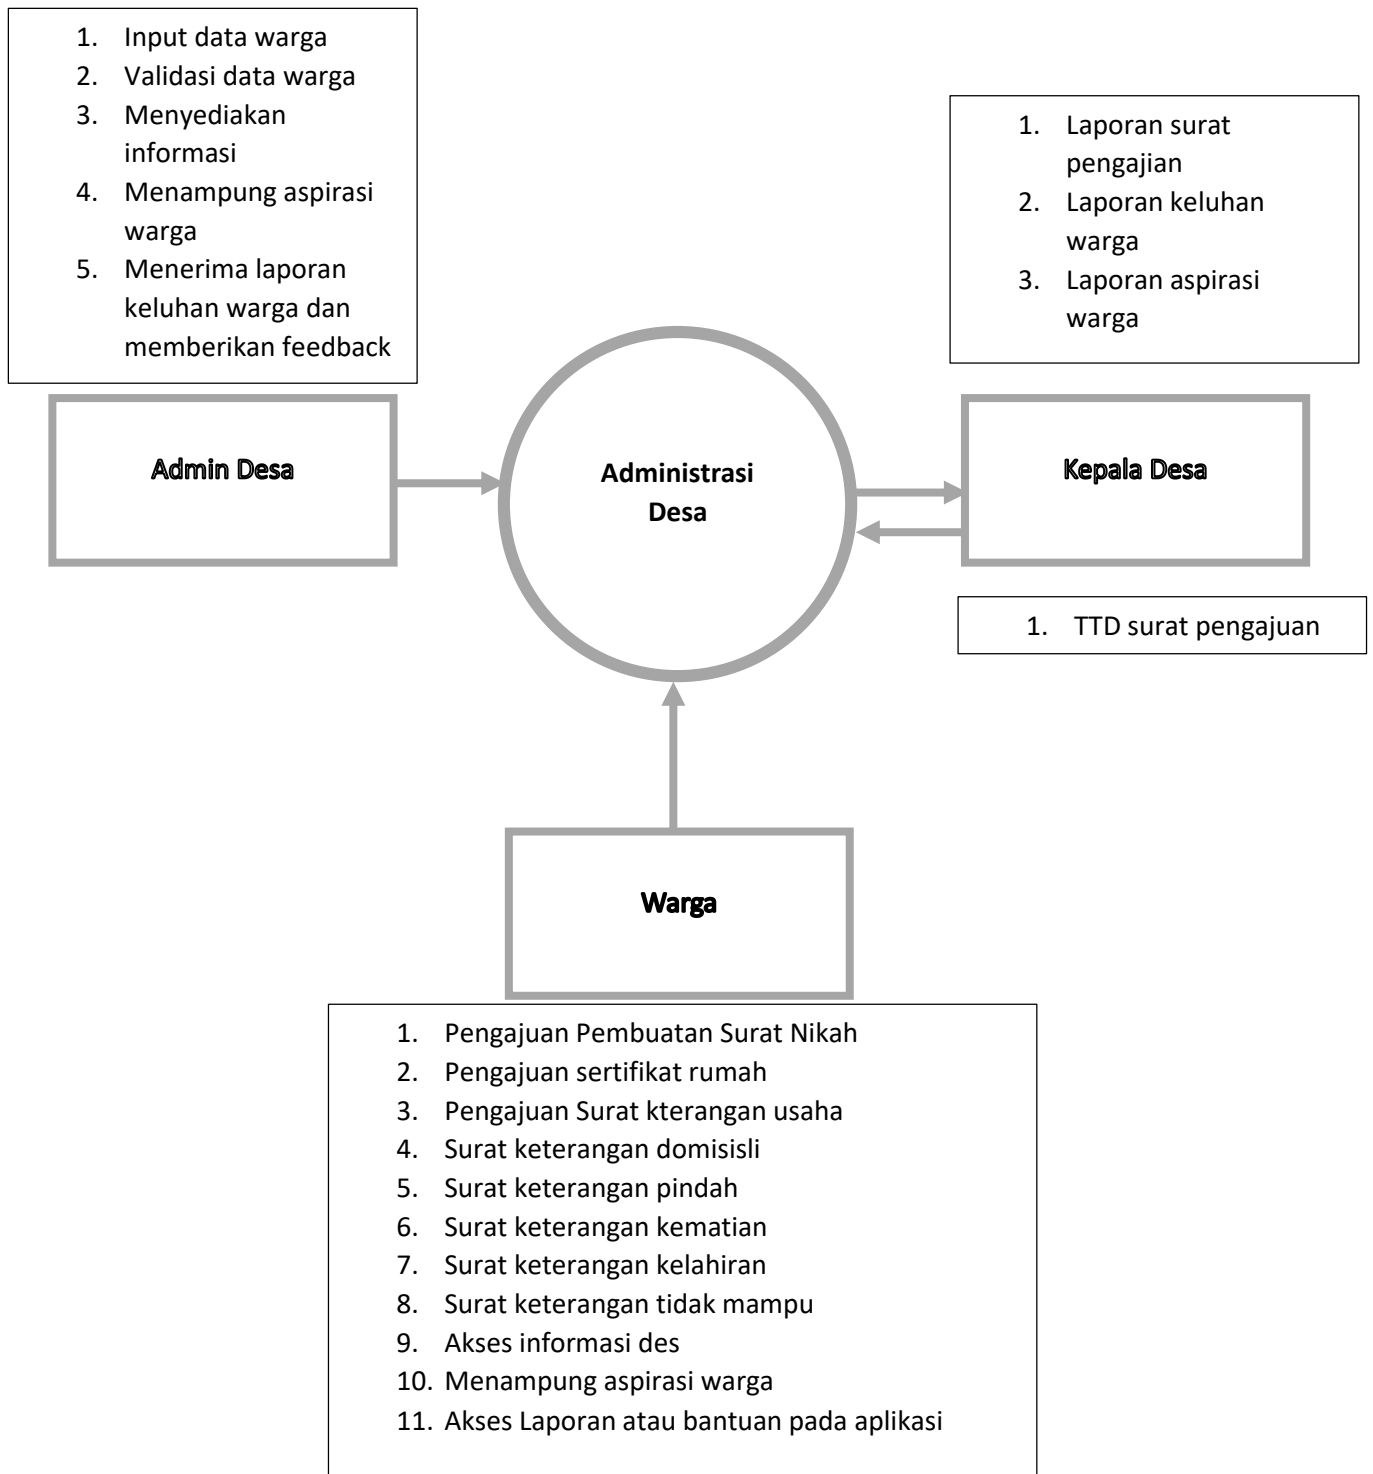 1. Input data warga
2. Validasi data warga
3. Menyediakan
informasi
4. Menampung aspirasi
warga
5. Menerima laporan
keluhan warga dan
memberikan feedback
1. Laporan surat
pengajian
2. Laporan keluhan
warga
3. Laporan aspirasi
warga
Admin Desa
Administrasi
Desa
Kepala Desa
1. TTD surat pengajuan
Warga
1. Pengajuan Pembuatan Surat Nikah
2. Pengajuan sertifikat rumah
3. Pengajuan Surat kterangan usaha
4. Surat keterangan domisisli
5. Surat keterangan pindah
6. Surat keterangan kematian
7. Surat keterangan kelahiran
8. Surat keterangan tidak mampu
9. Akses informasi des
10. Menampung aspirasi warga
11. Akses Laporan atau bantuan pada aplikasi